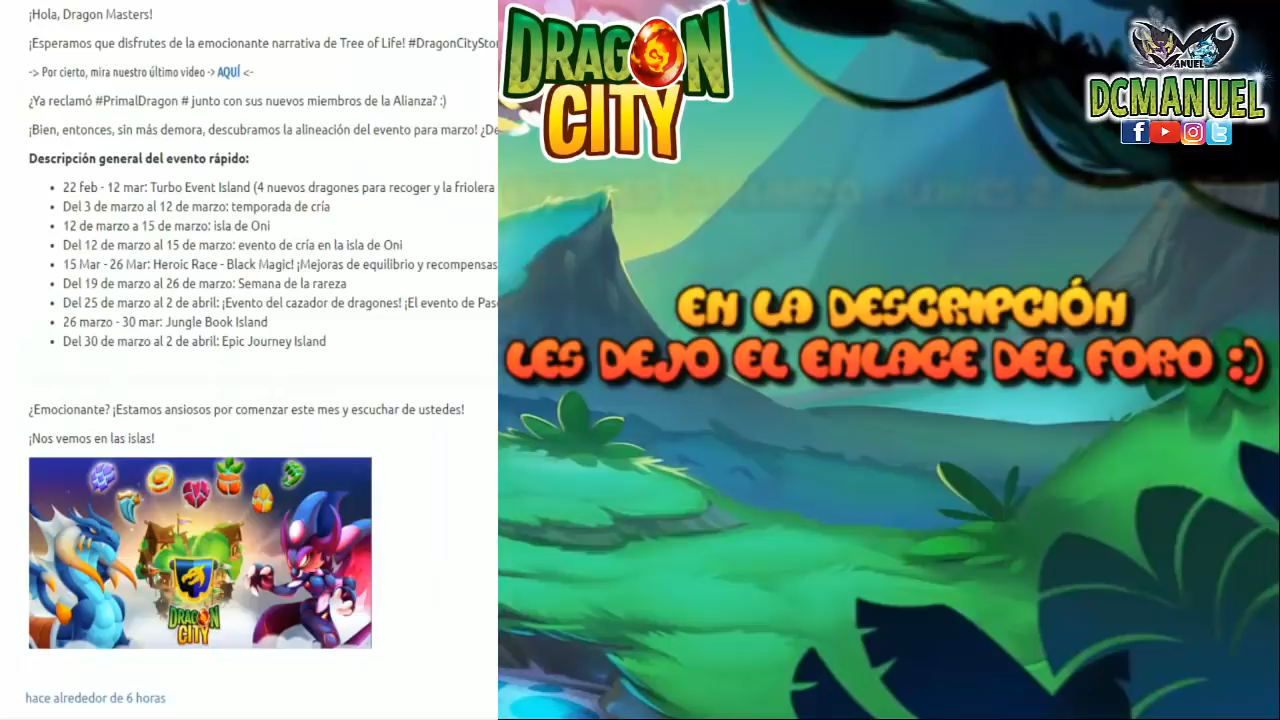 ¡Hola, Dragon Masters!
¡Esperamos que disfrutes de la emocionante narrativa de Tree of Life! #DragonCitySto
-> Por cierto, mira nuestro último video -> AQUÍ <-
¿Ya reclamó #PrimalDragon # junto con sus nuevos miembros de la Alianza? :)
¡Bien, entonces, sin más demora, descubramos la alineación del evento para marzo! ¿De
Descripción general del evento rápido:
• 22 feb - 12 mar: Turbo Event Island (4 nuevos dragones para recoger y la friolera
• Del 3 de marzo al 12 de marzo: temporada de cría
• 12 de marzo a 15 de marzo: isla de Oni
• Del 12 de marzo al 15 de marzo: evento de cría en la isla de Oni
• 15 Mar - 26 Mar: Heroic Race - Black Magic! ¡Mejoras de equilibrio y recompensas
• Del 19 de marzo al 26 de marzo: Semana de la rareza
• Del 25 de marzo al 2 de abril: ¡Evento del cazador de dragones! ¡El evento de Pas
• 26 marzo - 30 mar: Jungle Book Island
• Del 30 de marzo al 2 de abril: Epic Journey Island
¿Emocionante? ¡Estamos ansiosos por comenzar este mes y escuchar de ustedes!
¡Nos vemos en las islas!
DRAGON
CITY
hace alrededor de 6 horas
DRAGON
CITY
MANUEL
DCMANUEL
EN LA DESCRIPCIÓN
LES DEJO EL ENLACE DEL FORO :)